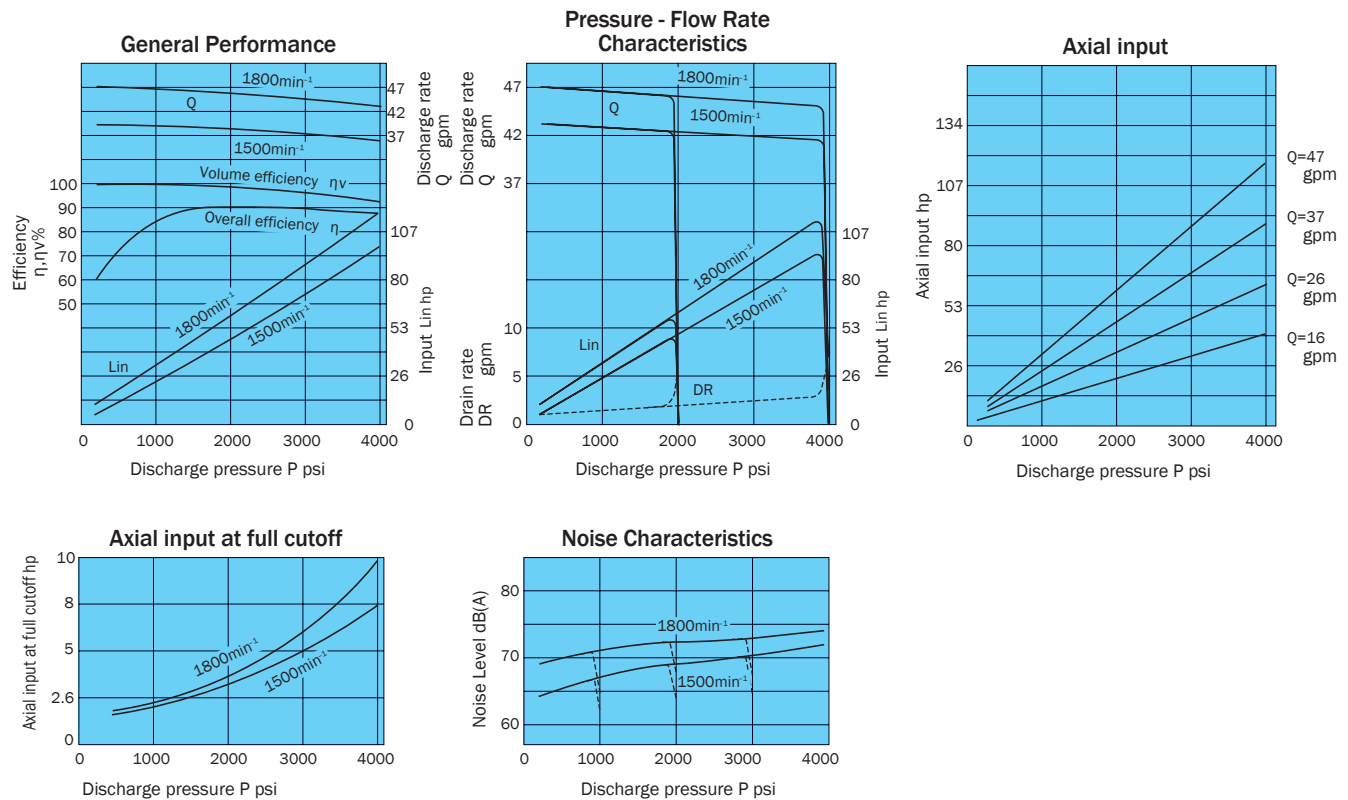 General Performance
1800min⁻¹
Q
1500min⁻¹
Volume efficiency ηv
Overall efficiency η
1800min⁻¹
1500min⁻¹
Lin
Efficiency
η,ηv%
100
90
80
70
60
50
47
42
37
Discharge rate
Q gpm
107
80
53
26
0
Input Lin hp
0 1000 2000 3000 4000
Discharge pressure P psi
Pressure - Flow Rate
Characteristics
Discharge rate
Q gpm
47
42
37
1800min⁻¹
Q
1500min⁻¹
1800min⁻¹
1500min⁻¹
Lin
DR
10
5
0
Drain rate
DR gpm
107
80
53
26
0
Input Lin hp
0 1000 2000 3000 4000
Discharge pressure P psi
Axial input
Axial input hp
134
107
80
53
26
Q=47
gpm
Q=37
gpm
Q=26
gpm
Q=16
gpm
0 1000 2000 3000 4000
Discharge pressure P psi
Axial input at full cutoff
Axial input at full cutoff hp
10
8
5
2.6
0
1800min⁻¹
1500min⁻¹
0 1000 2000 3000 4000
Discharge pressure P psi
Noise Characteristics
Noise Level dB(A)
80
70
60
1800min⁻¹
1500min⁻¹
0 1000 2000 3000 4000
Discharge pressure P psi